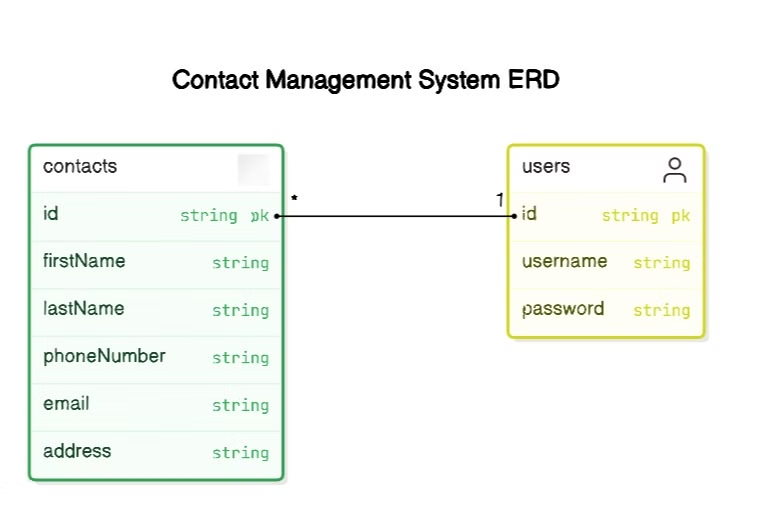 Contact Management System ERD
contacts
id string pk
firstName string
lastName string
phoneNumber string
email string
address string
* 1
users
id string pk
username string
password string